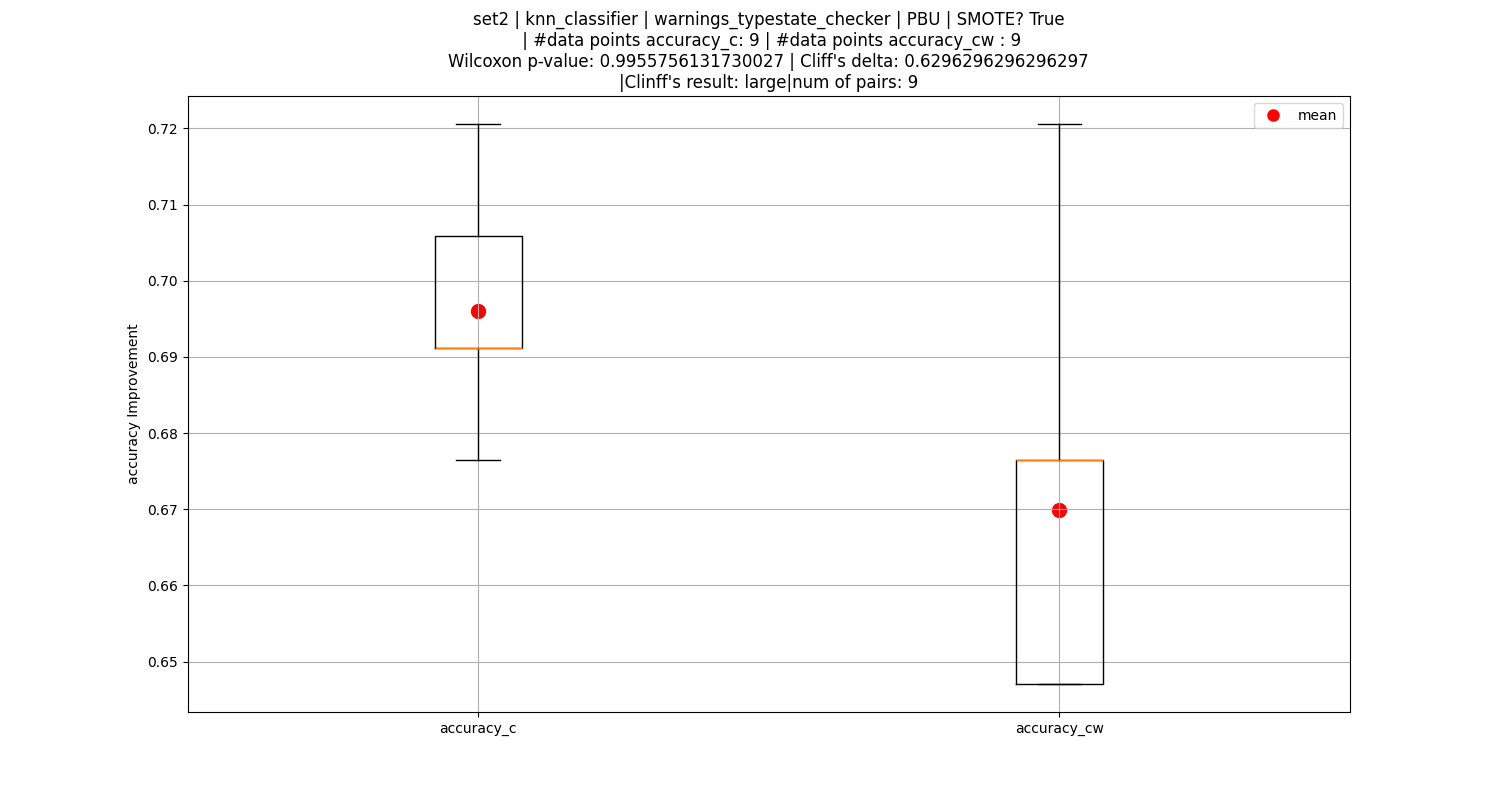 set2 | knn_classifier | warnings_typestate_checker | PBU | SMOTE? True
| #data points accuracy_c: 9 | #data points accuracy_cw : 9
Wilcoxon p-value: 0.9955756131730027 | Cliff's delta: 0.6296296296296297
|Clinff's result: large|num of pairs: 9
mean
0.72
0.71
0.70
0.69
0.68
0.67
0.66
0.65
accuracy Improvement
accuracy_c
accuracy_cw